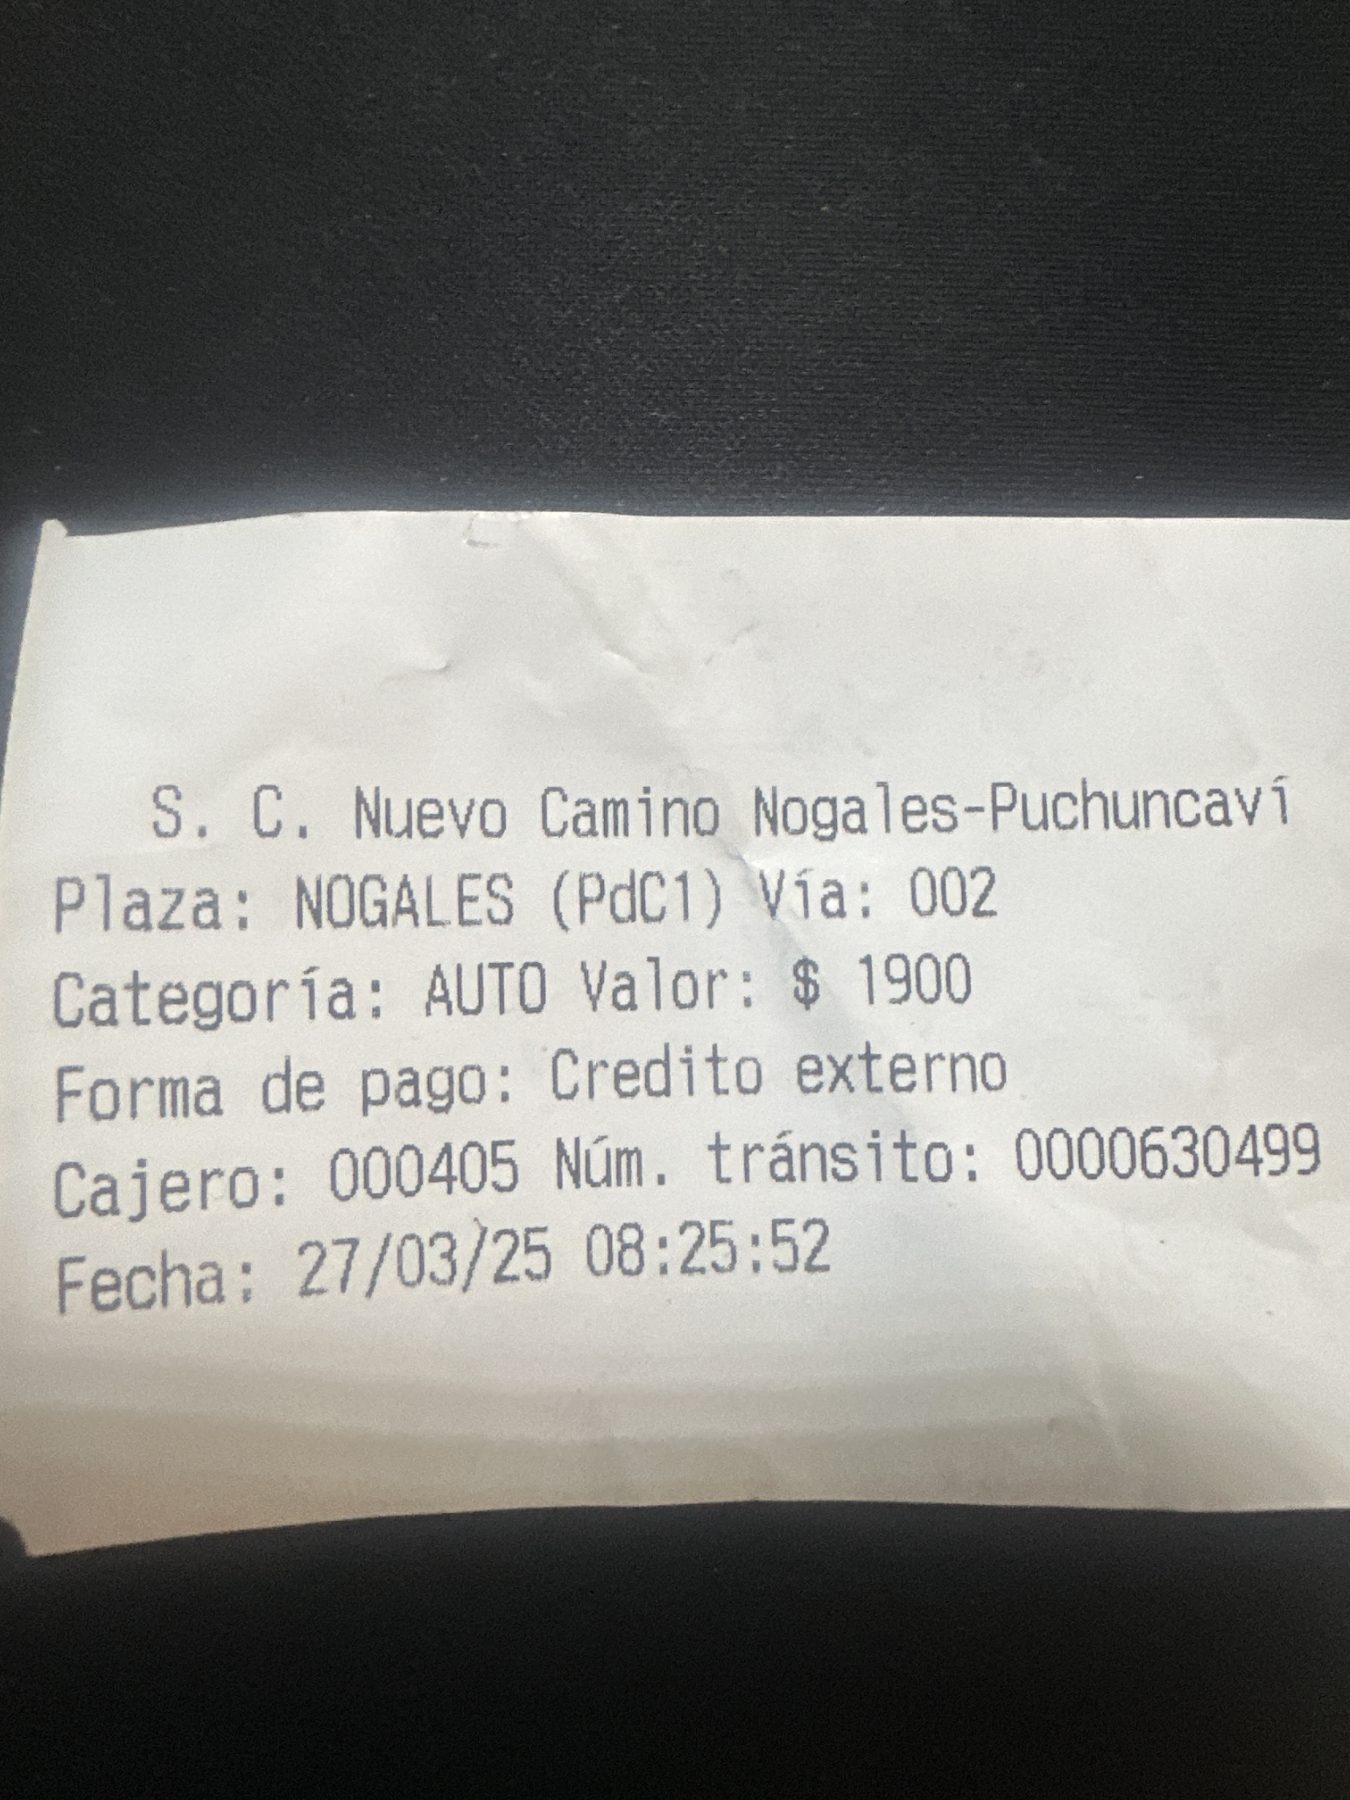 S. C. Nuevo Camino Nogales-Puchuncaví
Plaza: NOGALES (PdC1) Vía: 002
Categoría: AUTO Valor: $ 1900
Forma de pago: Credito externo
Cajero: 000405 Núm. tránsito: 0000630499
Fecha: 27/03/25 08:25:52